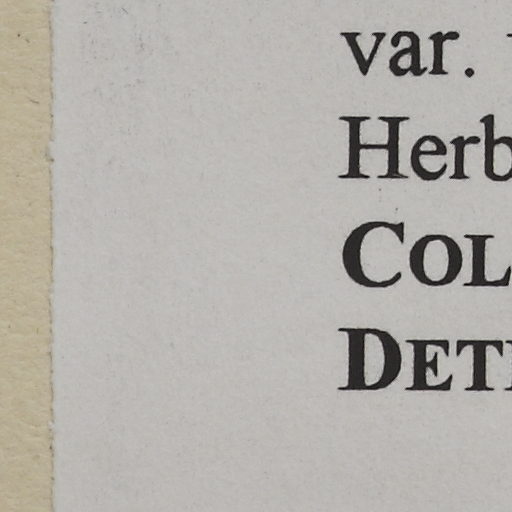 var.
Herb
COL
DET